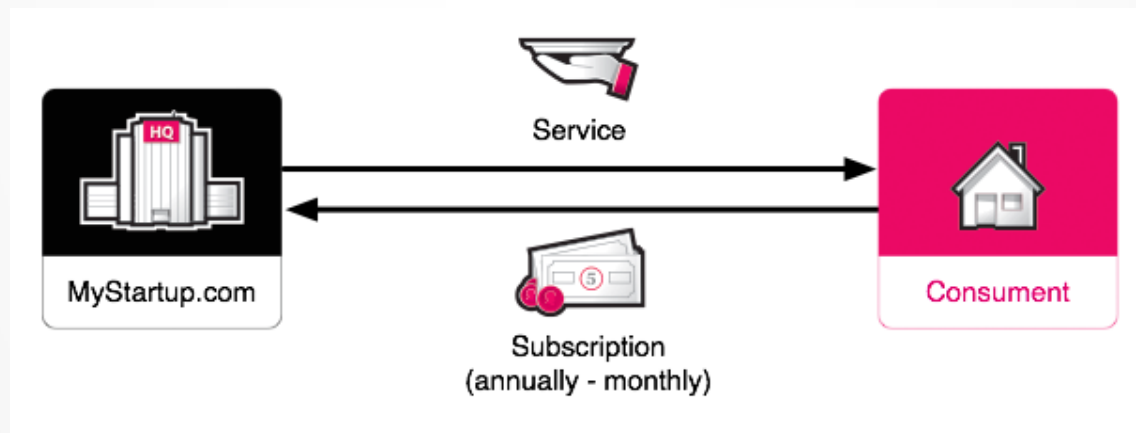 HQ
Service
MyStartup.com
5
Consument
Subscription
(annually - monthly)